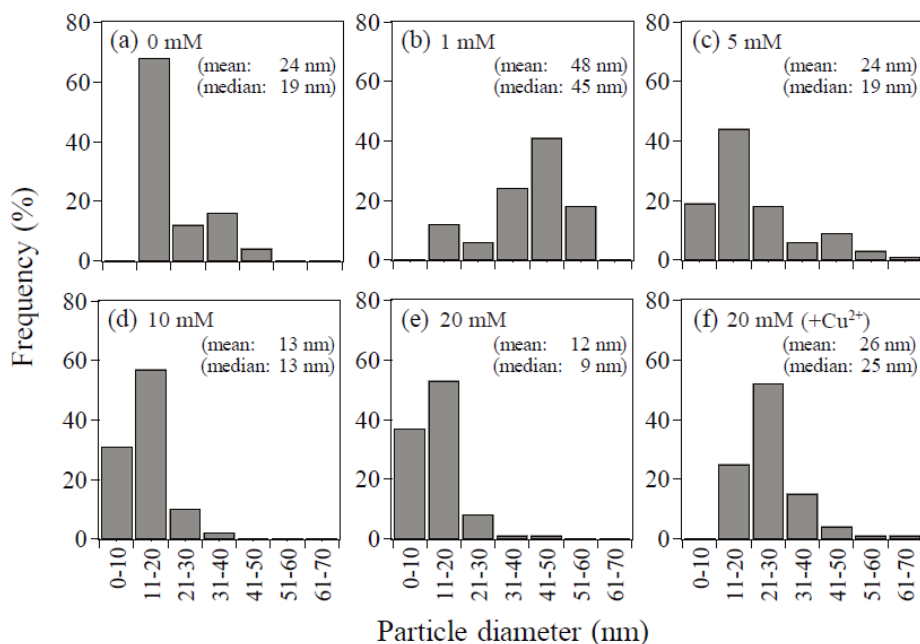 Frequency (%)
80
60
40
20
0
(a) 0 mM
(mean: 24 nm)
(median: 19 nm)
(b) 1 mM
(mean: 48 nm)
(median: 45 nm)
80
60
40
20
0
(c) 5 mM
(mean: 24 nm)
(median: 19 nm)
80
60
40
20
0
80
60
40
20
0
(d) 10 mM
(mean: 13 nm)
(median: 13 nm)
80
60
40
20
0
(e) 20 mM
(mean: 12 nm)
(median: 9 nm)
80
60
40
20
0
(f) 20 mM (+Cu²⁺)
(mean: 26 nm)
(median: 25 nm)
80
60
40
20
0
0-10
11-20
21-30
31-40
41-50
51-60
61-70
0-10
11-20
21-30
31-40
41-50
51-60
61-70
0-10
11-20
21-30
31-40
41-50
51-60
61-70
Particle diameter (nm)